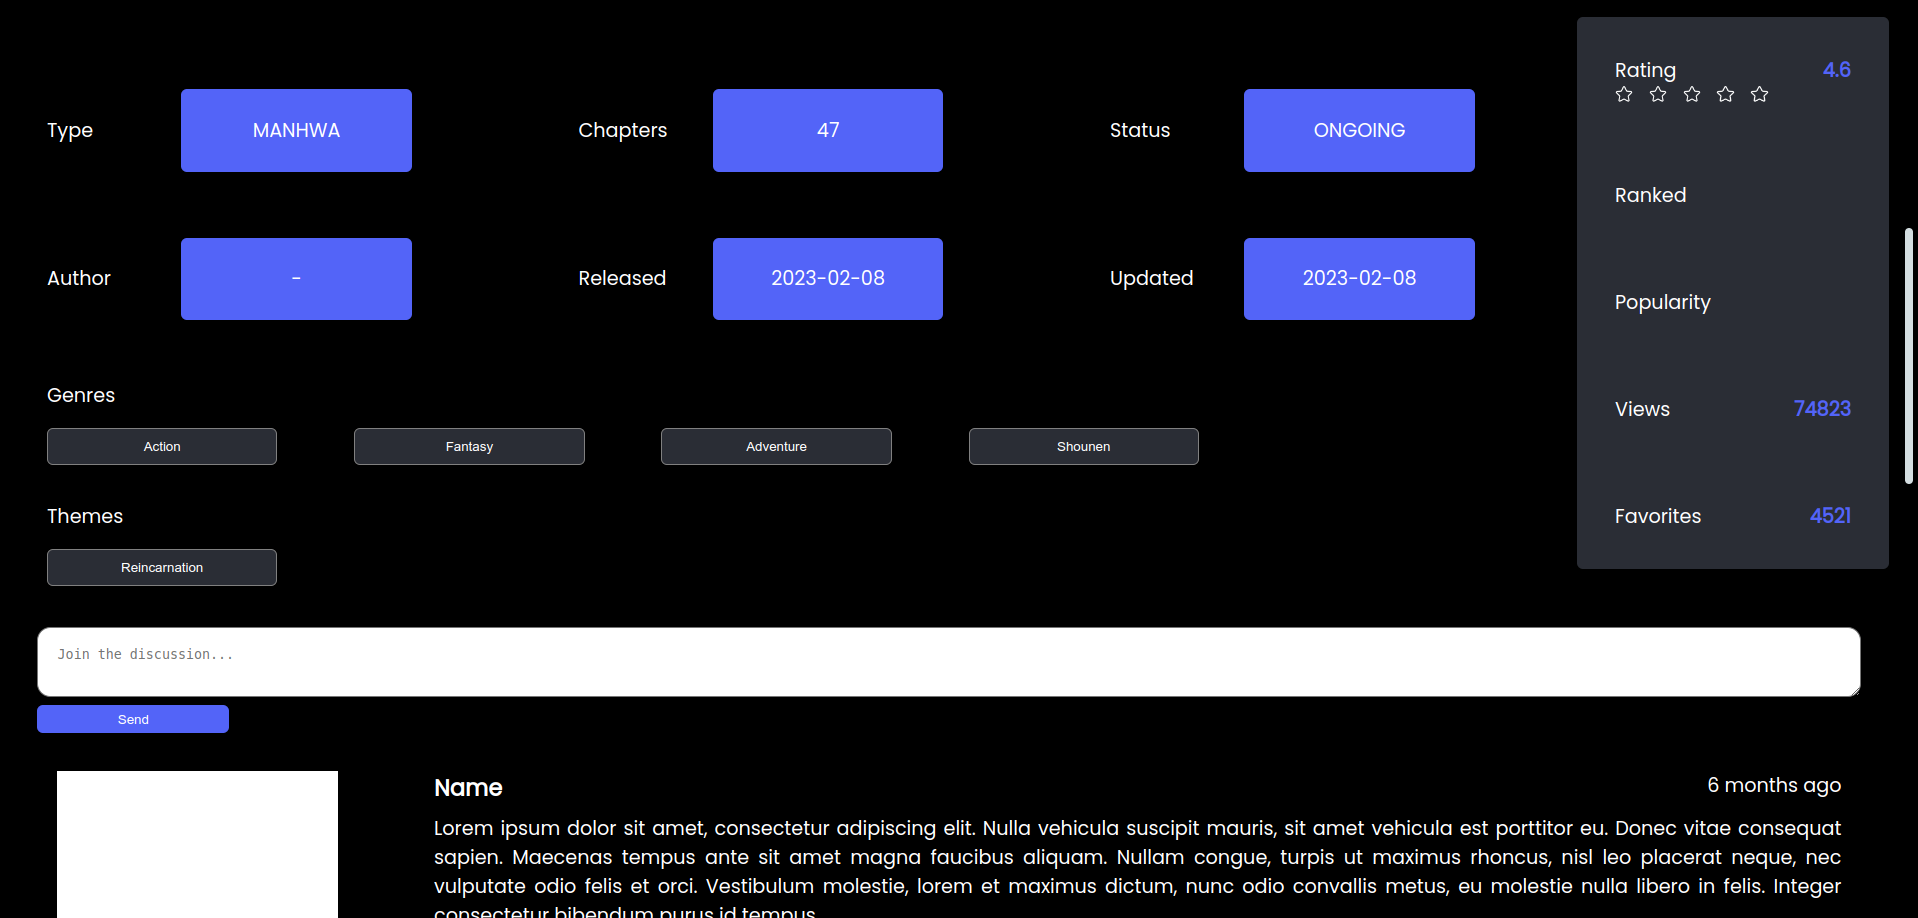 Type MANHWA Chapters 47 Status ONGOING
Author - Released 2023-02-08 Updated 2023-02-08
Genres
Action Fantasy Adventure Shounen
Themes
Reincarnation
Rating 4.6
Ranked
Popularity
Views 74823
Favorites 4521
Join the discussion...
Send
Name 6 months ago
Lorem ipsum dolor sit amet, consectetur adipiscing elit. Nulla vehicula suscipit mauris, sit amet vehicula est porttitor eu. Donec vitae consequat
sapien. Maecenas tempus ante sit amet magna faucibus aliquam. Nullam congue, turpis ut maximus rhoncus, nisl leo placerat neque, nec
vulputate odio felis et orci. Vestibulum molestie, lorem et maximus dictum, nunc odio convallis metus, eu molestie nulla libero in felis. Integer
consectetur bibendum purus id tempus.